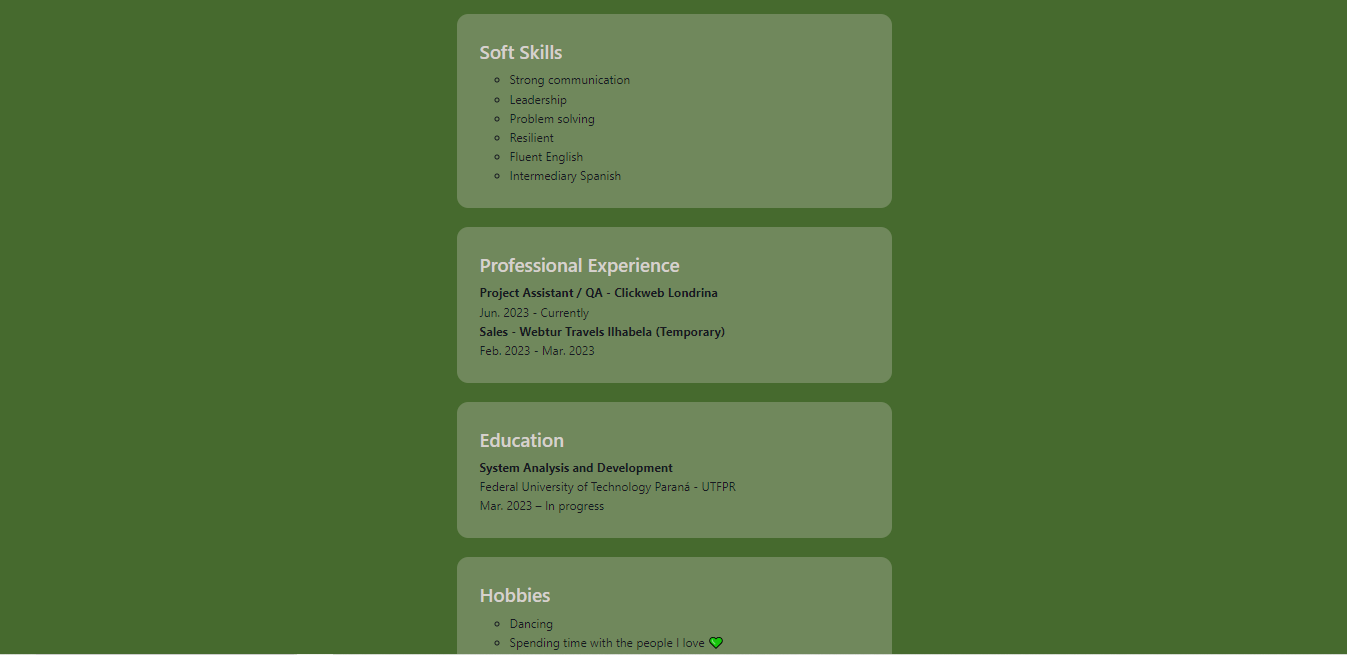 Soft Skills
Strong communication
Leadership
Problem solving
Resilient
Fluent English
Intermediary Spanish
Professional Experience
Project Assistant / QA - Clickweb Londrina
Jun. 2023 - Currently
Sales - Webtur Travels Ilhabela (Temporary)
Feb. 2023 - Mar. 2023
Education
System Analysis and Development
Federal University of Technology Paraná - UTFPR
Mar. 2023 – In progress
Hobbies
Dancing
Spending time with the people I love 💚